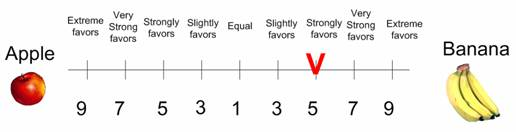 Extreme favors
Very Strong favors
Strongly favors
Slightly favors
Equal
Slightly favors
Strongly favors
Very Strong favors
Extreme favors
Apple
Banana
V
9 7 5 3 1 3 5 7 9